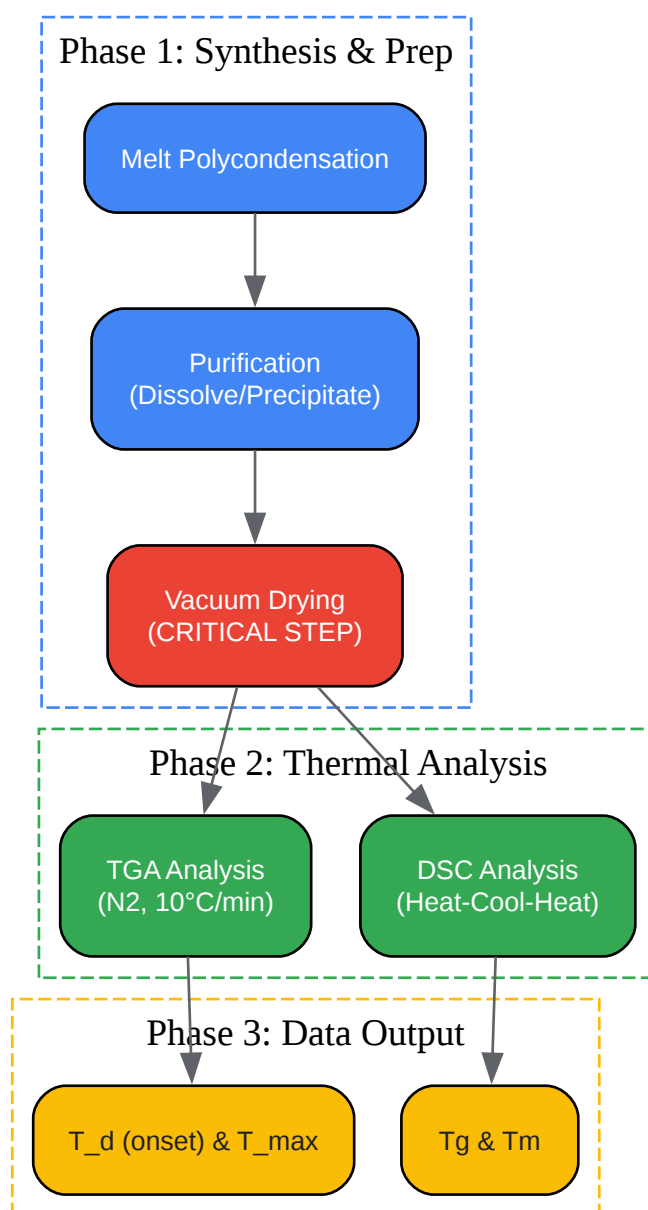 Phase 1: Synthesis & Prep
Melt Polycondensation
Purification
(Dissolve/Precipitate)
Vacuum Drying
(CRITICAL STEP)
Phase 2: Thermal Analysis
TGA Analysis
(N2, 10°C/min)
DSC Analysis
(Heat-Cool-Heat)
Phase 3: Data Output
T_d (onset) & T_max
Tg & Tm